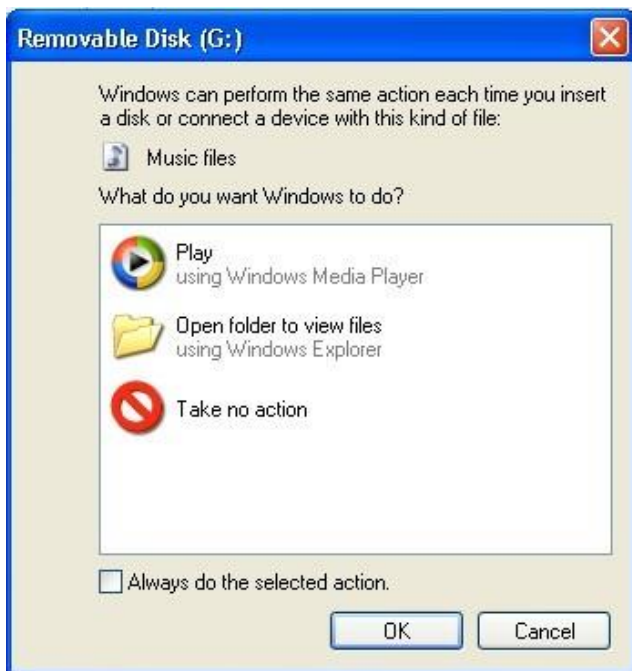 Removable Disk (G:)
Windows can perform the same action each time you insert
a disk or connect a device with this kind of file:
Music files
What do you want Windows to do?
Play
using Windows Media Player
Open folder to view files
using Windows Explorer
Take no action
Always do the selected action.
OK
Cancel